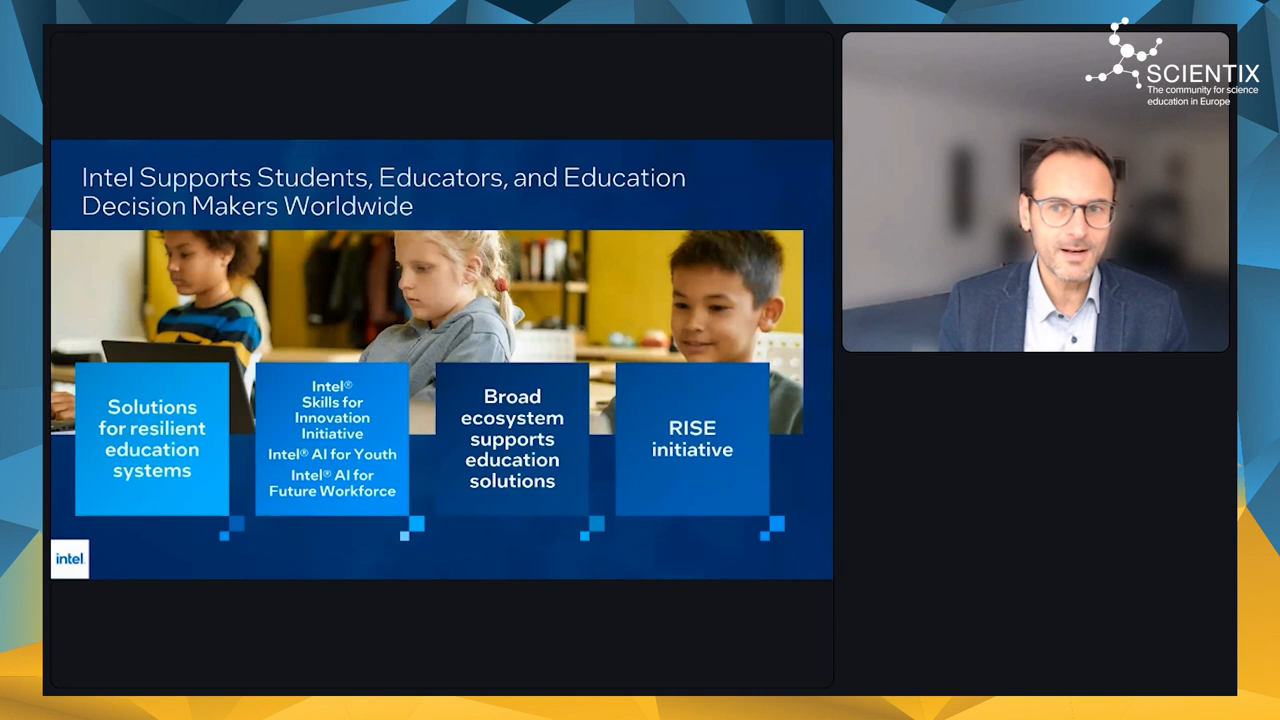 SCIENTIX
The community for science
education in Europe
Intel Supports Students, Educators, and Education
Decision Makers Worldwide
Solutions
for resilient
education
systems
Intel®
Skills for
Innovation
Initiative
Intel® AI for Youth
Intel® AI for
Future Workforce
Broad
ecosystem
supports
education
solutions
RISE
initiative
intel.